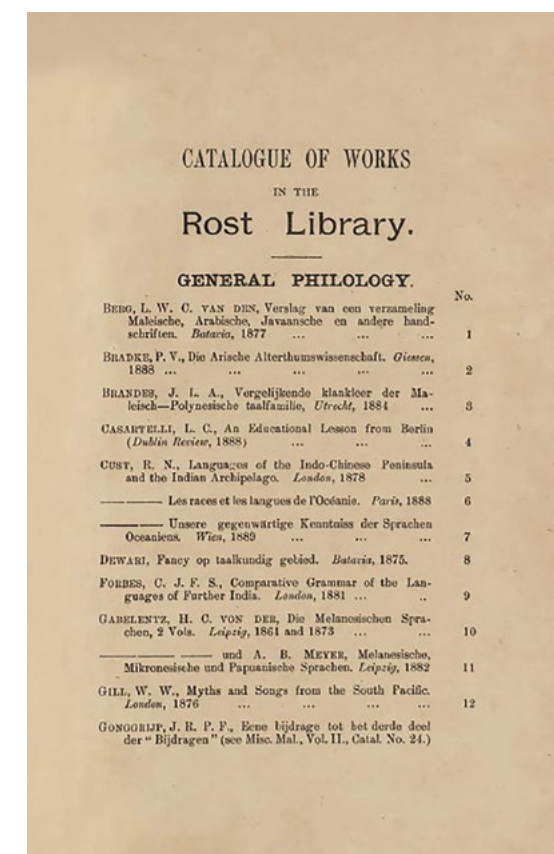 CATALOGUE OF WORKS
IN THE
Rost Library.
GENERAL PHILOLOGY.
No.
BERG, L. W. C. VAN DEN, Verslag van een verzameling
Maleische, Arabische, Javaansche en andere hand-
schriften. Batavia, 1877 ... ... ... 1
BRADKE, P. V., Die Arische Alterthumswissenschaft. Giessen,
1888 ... ... ... ... ... 2
BRANDES, J. L. A., Vergelijkende klankleer der Ma-
leisch—Polynesische taalfamilie, Utrecht, 1884 ... 3
CASARTELLI, L. C., An Educational Lesson from Berlin
(Dublin Review, 1888) ... ... ... 4
CUST, R. N., Languages of the Indo-Chinese Peninsula
and the Indian Archipelago. London, 1878 ... 5
———— Les races et les langues de l'Océanie. Paris, 1888 6
———— Unsere gegenwärtige Kenntniss der Sprachen
Oceaniens. Wien, 1889 ... ... ... 7
DEWARI, Fancy op taalkundig gebied. Batavia, 1875. 8
FORBES, C. J. F. S., Comparative Grammar of the Lan-
guages of Further India. London, 1881 ... .. 9
GABELENTZ, H. C. VON DER, Die Melanesischen Spra-
chen, 2 Vols. Leipzig, 1861 and 1873 ... ... 10
———— —— und A. B. MEYER, Melanesische,
Mikronesische und Papuanische Sprachen. Leipzig, 1882 11
GILL, W. W., Myths and Songs from the South Pacific.
London, 1876 ... ... ... ... 12
GONGGRIJP, J. R. P. F., Eene bijdrage tot het derde deel
der "Bijdragen" (see Misc. Mal., Vol. II., Catal. No. 24.)